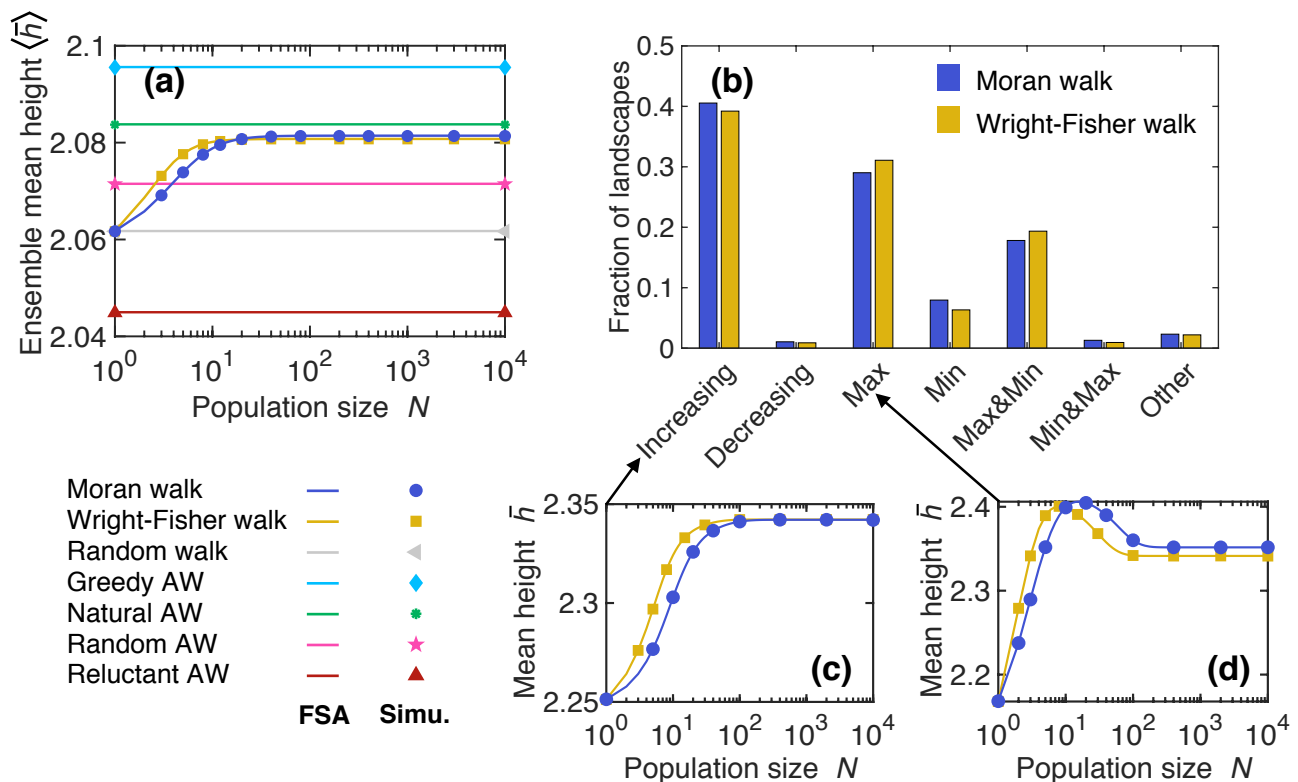 Ensemble mean height ⟨h̄⟩
2.1
2.08
2.06
2.04
(a)
10^0 10^1 10^2 10^3 10^4
Population size N
Fraction of landscapes
0.5
0.4
0.3
0.2
0.1
0
(b)
Moran walk
Wright-Fisher walk
Increasing
Decreasing
Max
Min
Max&Min
Min&Max
Other
Moran walk
Wright-Fisher walk
Random walk
Greedy AW
Natural AW
Random AW
Reluctant AW
FSA Simu.
Mean height h̄
2.35
2.3
2.25
(c)
10^0 10^1 10^2 10^3 10^4
Population size N
Mean height h̄
2.4
2.3
2.2
(d)
10^0 10^1 10^2 10^3 10^4
Population size N